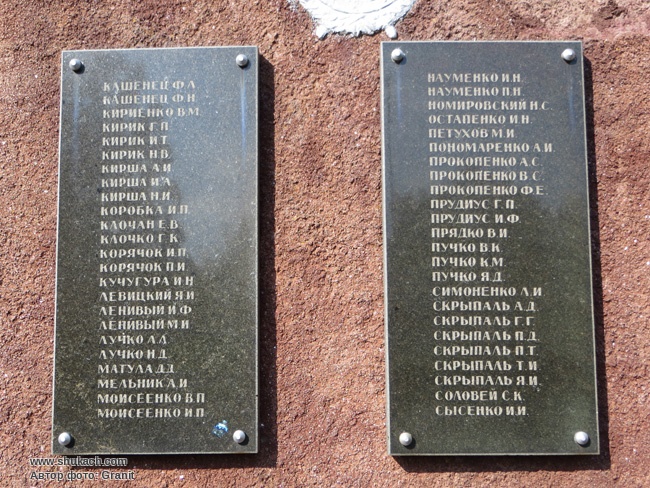 КАШЕНЕЦ Ф.А.
КАШЕНЕЦ Ф.Н.
КИРИЕНКО В.М.
КИРИК Г.П.
КИРИК И.Т.
КИРИК Н.В.
КИРША А.И.
КИРША И.А.
КИРША Н.И.
КОРОБКА И.П.
КЛОЧАН Е.В.
КЛОЧКО Г.К.
КОРЯЧОК И.П.
КОРЯЧОК П.И.
КУЧУГУРА И.Н.
ЛЕВИЦКИЙ Я.И.
ЛЕНИВЫЙ И.Ф.
ЛЕНИВЫЙ М.И.
ЛУЧКО Л.Л.
ЛУЧКО Н.Д.
МАТУЛА Д.Д.
МЕЛЬНИК А.И.
МОИСЕЕНКО В.П.
МОИСЕЕНКО И.П.
НАУМЕНКО И.Н.
НАУМЕНКО П.Я.
НОМИРОВСКИЙ Н.С.
ОСТАПЕНКО И.Н.
ПЕТУХОВ М.И.
ПОНОМАРЕНКО А.И.
ПРОКОПЕНКО А.С.
ПРОКОПЕНКО В.С.
ПРОКОПЕНКО Ф.Е.
ПРУДИУС Г.П.
ПРУДИУС И.Ф.
ПРЯДКО В.И.
ПУЧКО В.К.
ПУЧКО К.М.
ПУЧКО Я.Д.
СИМОНЕНКО Л.И.
СКРЫПАЛЬ А.Д.
СКРЫПАЛЬ Г.Г.
СКРЫПАЛЬ П.Д.
СКРЫПАЛЬ П.Т.
СКРЫПАЛЬ Т.И.
СКРЫПАЛЬ Я.И.
СОЛОВЕЙ С.К.
СЫСЕНКО И.И.
www.shukach.com
Автор фото: Granit